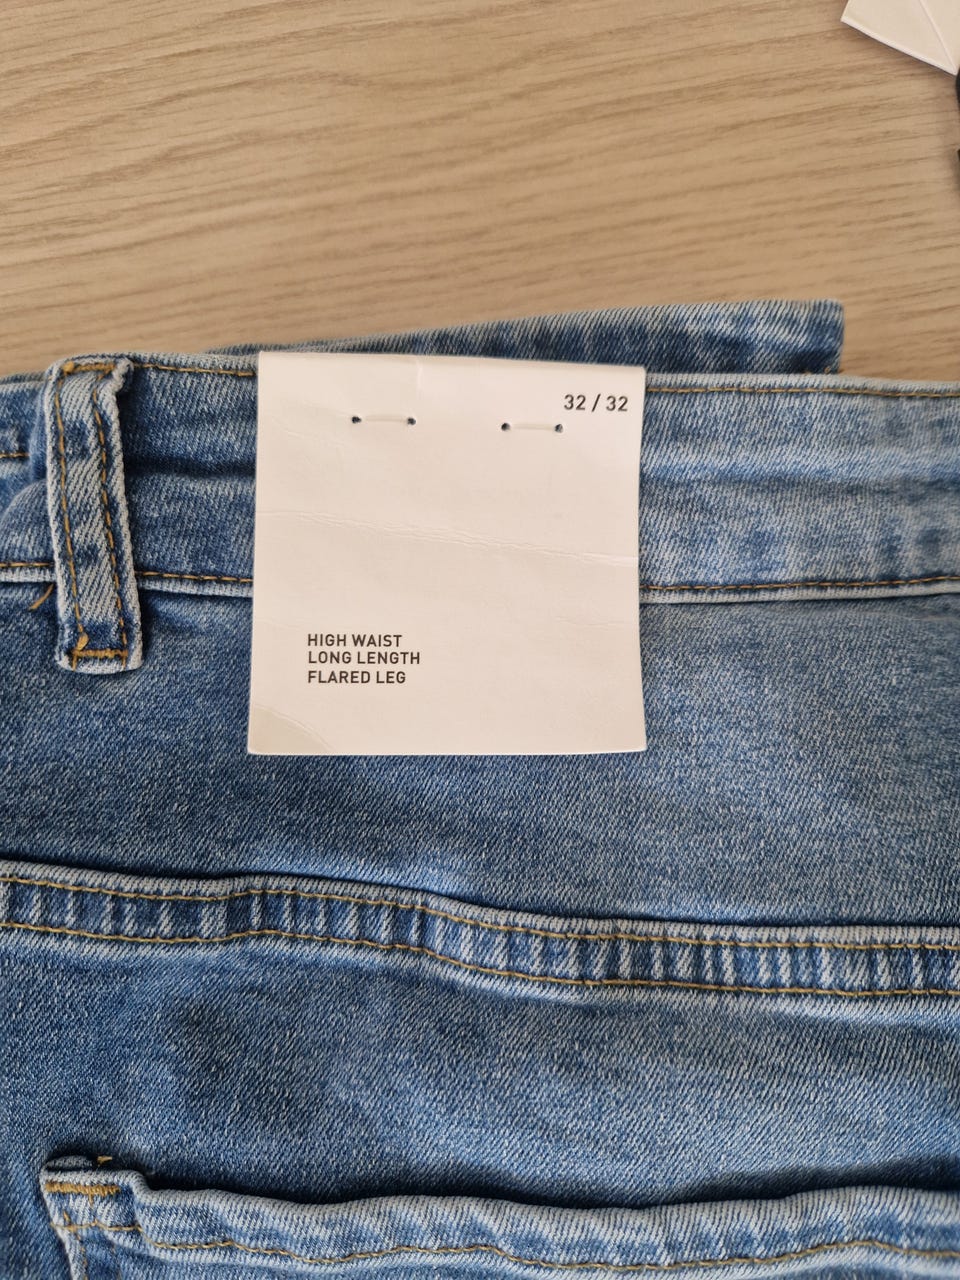 32 / 32
HIGH WAIST
LONG LENGTH
FLARED LEG